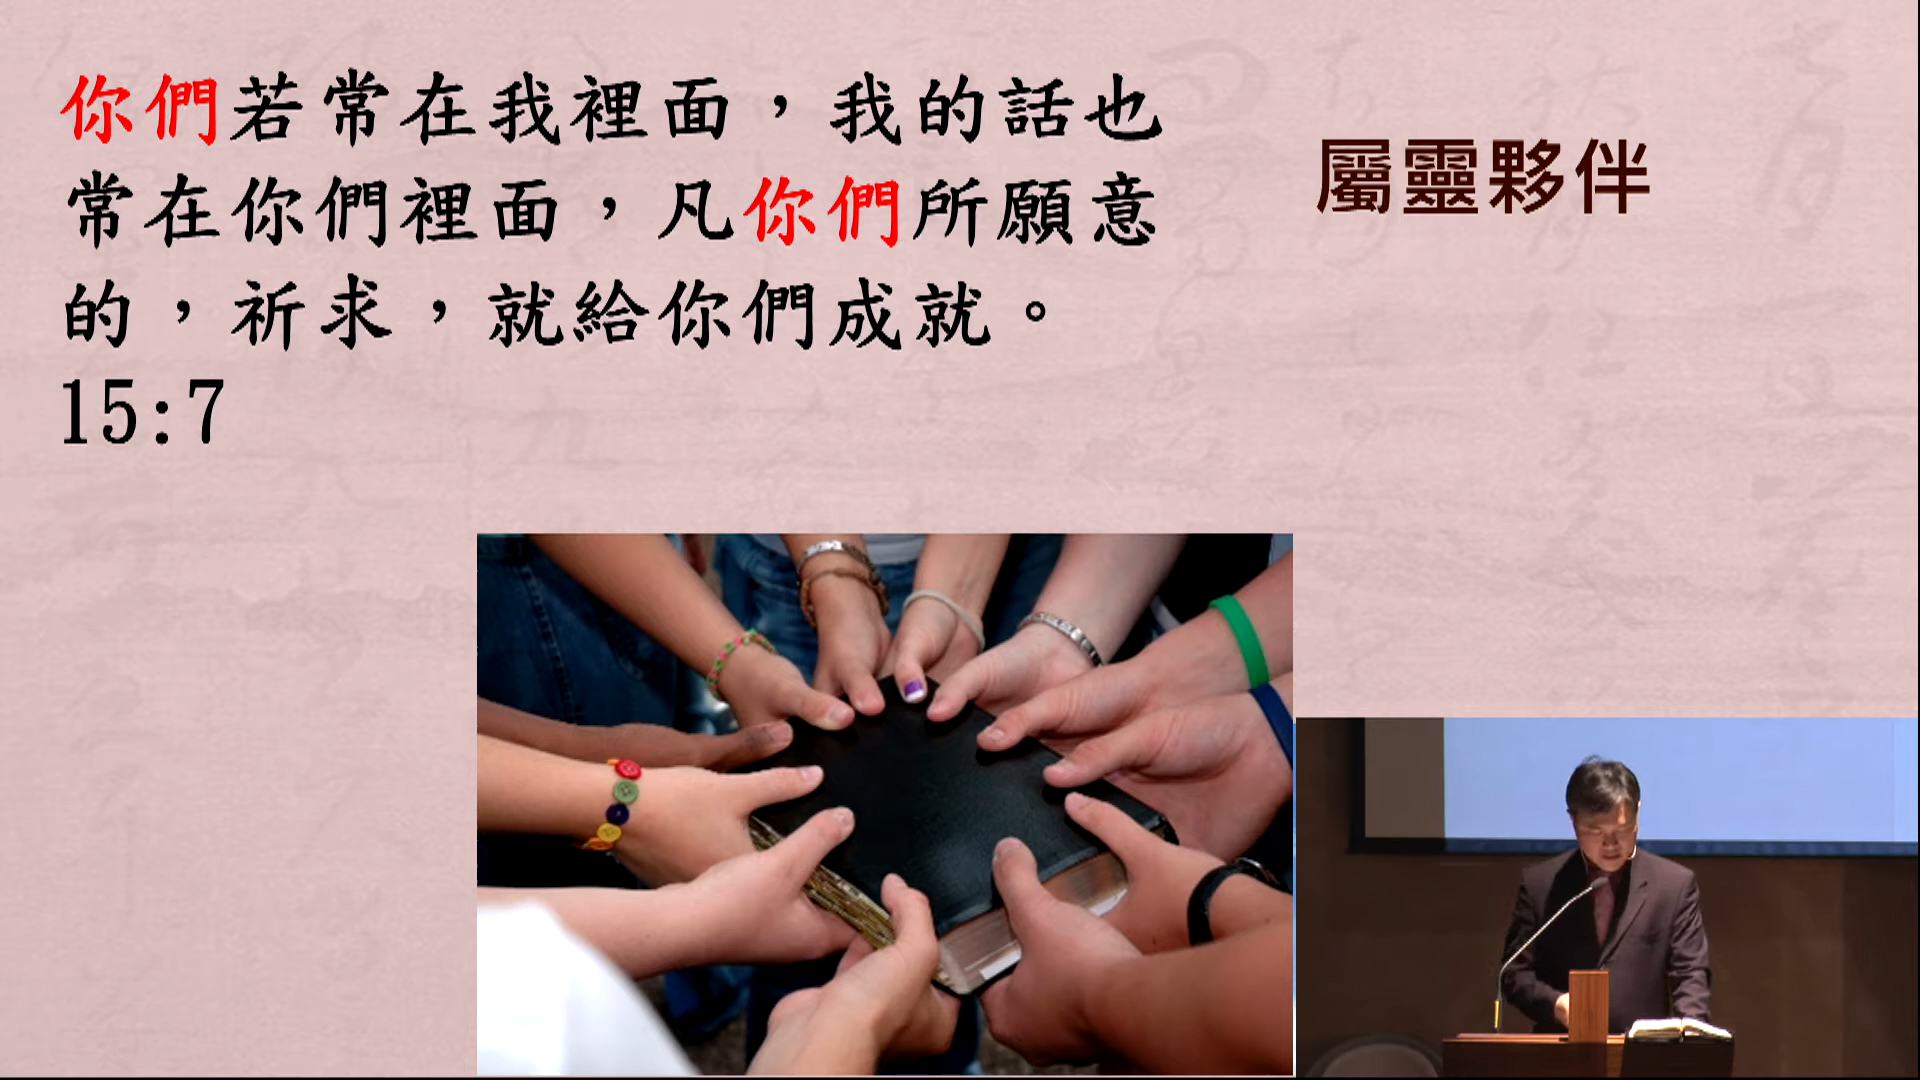 你們若常在我裡面，我的話也
常在你們裡面，凡你們所願意
的，祈求，就給你們成就。
15:7
屬靈夥伴